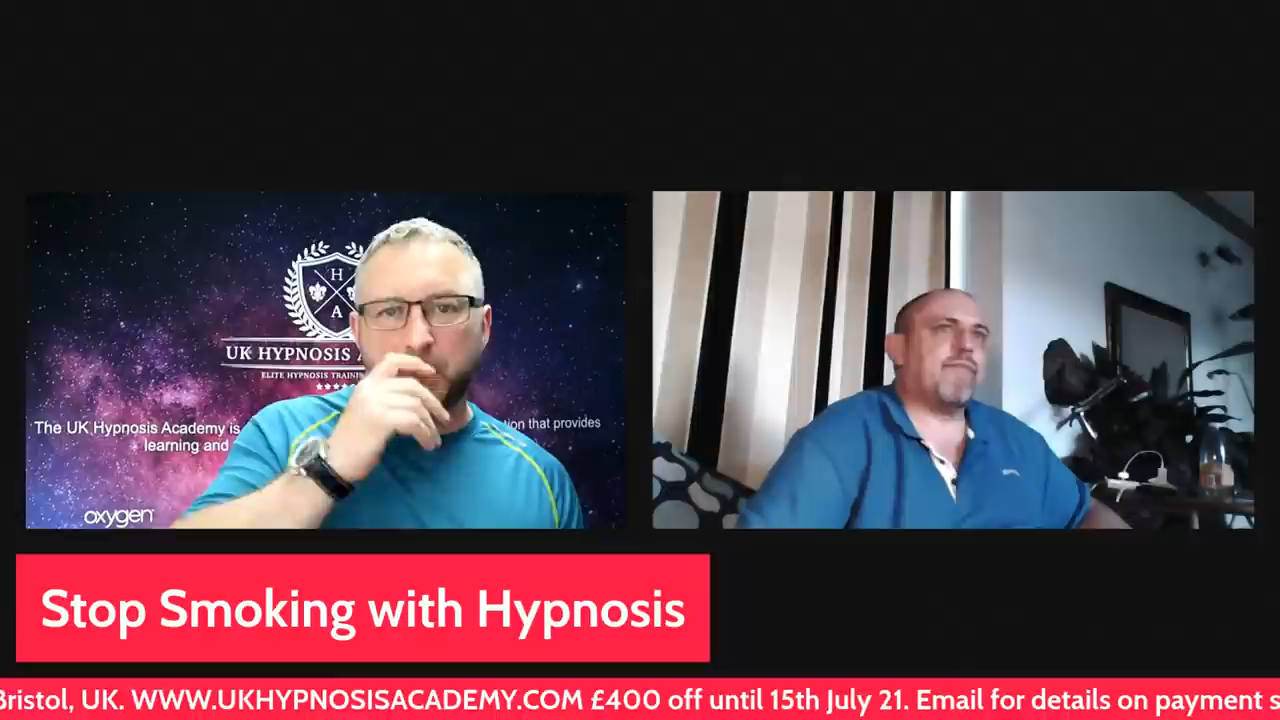 H
A
UK HYPNOSIS A
ELITE HYPNOSIS TRAININ
The UK Hypnosis Academy is
tion that provides
learning and
oxygen
Stop Smoking with Hypnosis
Bristol, UK. WWW.UKHYPNOSISACADEMY.COM £400 off until 15th July 21. Email for details on payment s